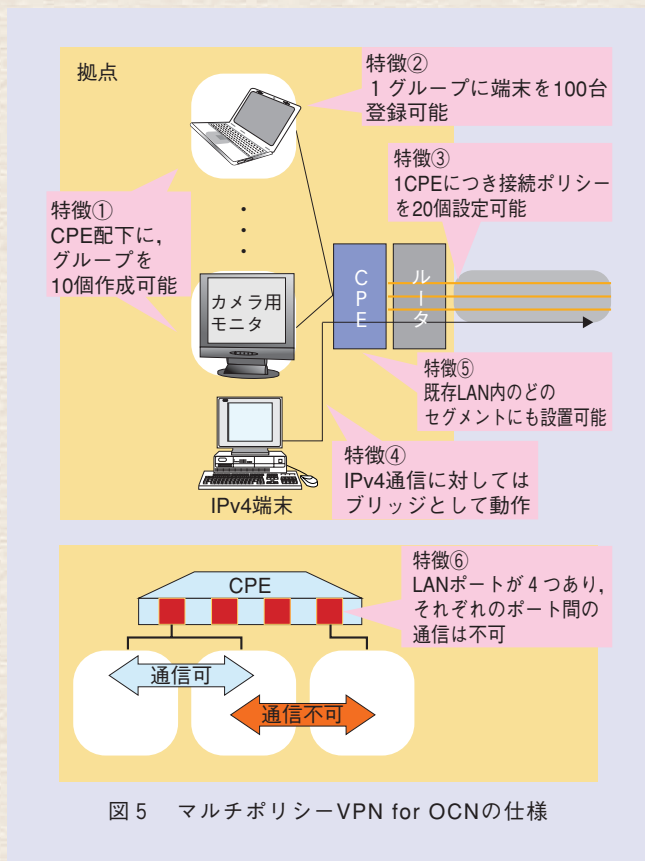 拠点
特徴②
1 グループに端末を100台
登録可能
特徴③
1CPEにつき接続ポリシー
を20個設定可能
特徴①
CPE配下に,
グループを
10個作成可能
・
・
・
カメラ用
モニタ
CPE
ルータ
特徴⑤
既存LAN内のどの
セグメントにも設置可能
特徴④
IPv4通信に対しては
ブリッジとして動作
IPv4端末
特徴⑥
LANポートが 4 つあり,
それぞれのポート間の
通信は不可
CPE
通信可
通信不可
図 5 マルチポリシーVPN for OCNの仕様